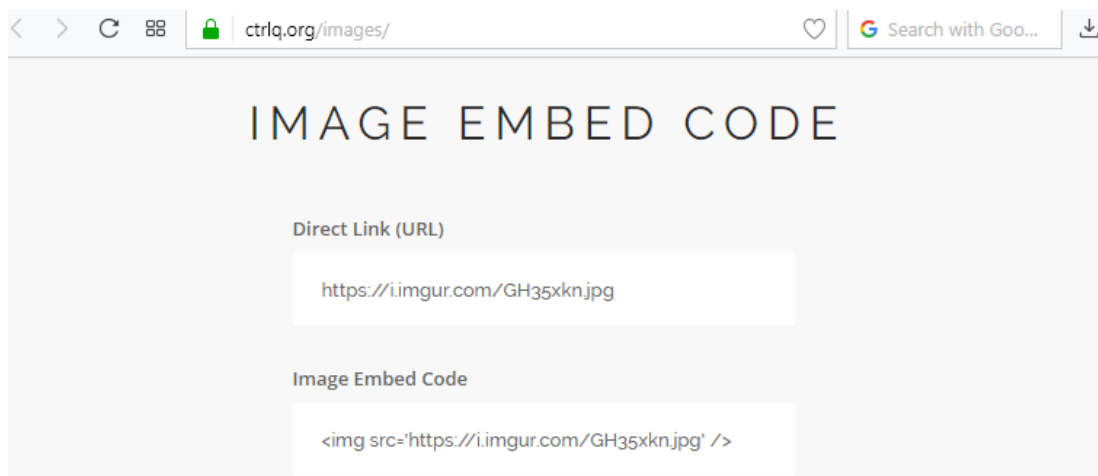 ctrlq.org/images/
Search with Goo...
IMAGE EMBED CODE
Direct Link (URL)
https://i.imgur.com/GH35xkn.jpg
Image Embed Code
<img src='https://i.imgur.com/GH35xkn.jpg' />